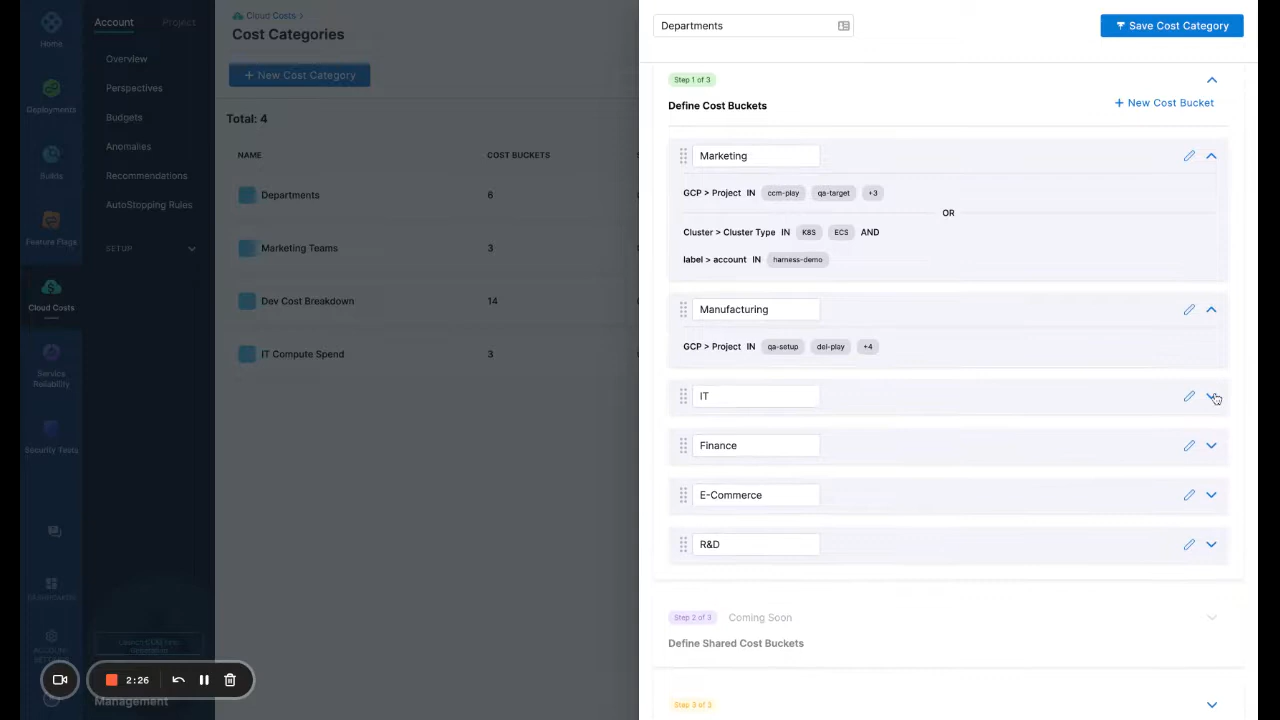 Home
Deployments
Builds
Feature Flags
Cloud Costs
Service
Reliability
Security Tests
ACCOUNT
Account
Project
Overview
Perspectives
Budgets
Anomalies
Recommendations
AutoStopping Rules
SETUP
Management
2:26
Cloud Costs >
Cost Categories
+ New Cost Category
Total: 4
NAME COST BUCKETS
Departments 6
Marketing Teams 3
Dev Cost Breakdown 14
IT Compute Spend 3
Departments
Save Cost Category
Step 1 of 3
Define Cost Buckets
+ New Cost Bucket
Marketing
GCP > Project IN ccm-play qa-target +3
OR
Cluster > Cluster Type IN K8S ECS AND
label > account IN harness-demo
Manufacturing
GCP > Project IN qa-setup del-play +4
IT
Finance
E-Commerce
R&D
Step 2 of 3 Coming Soon
Define Shared Cost Buckets
Step 3 of 3